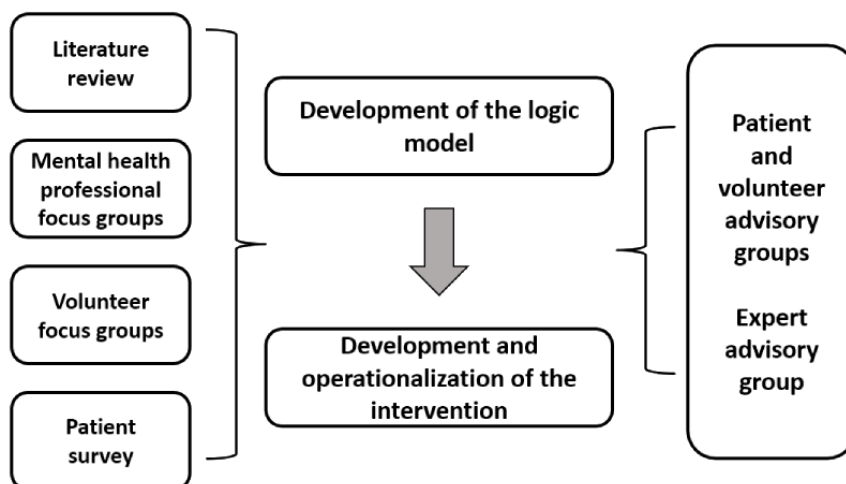 Literature
review
Mental health
professional
focus groups
Volunteer
focus groups
Patient
survey
Development of the logic
model
Development and
operationalization of the
intervention
Patient
and
volunteer
advisory
groups
Expert
advisory
group